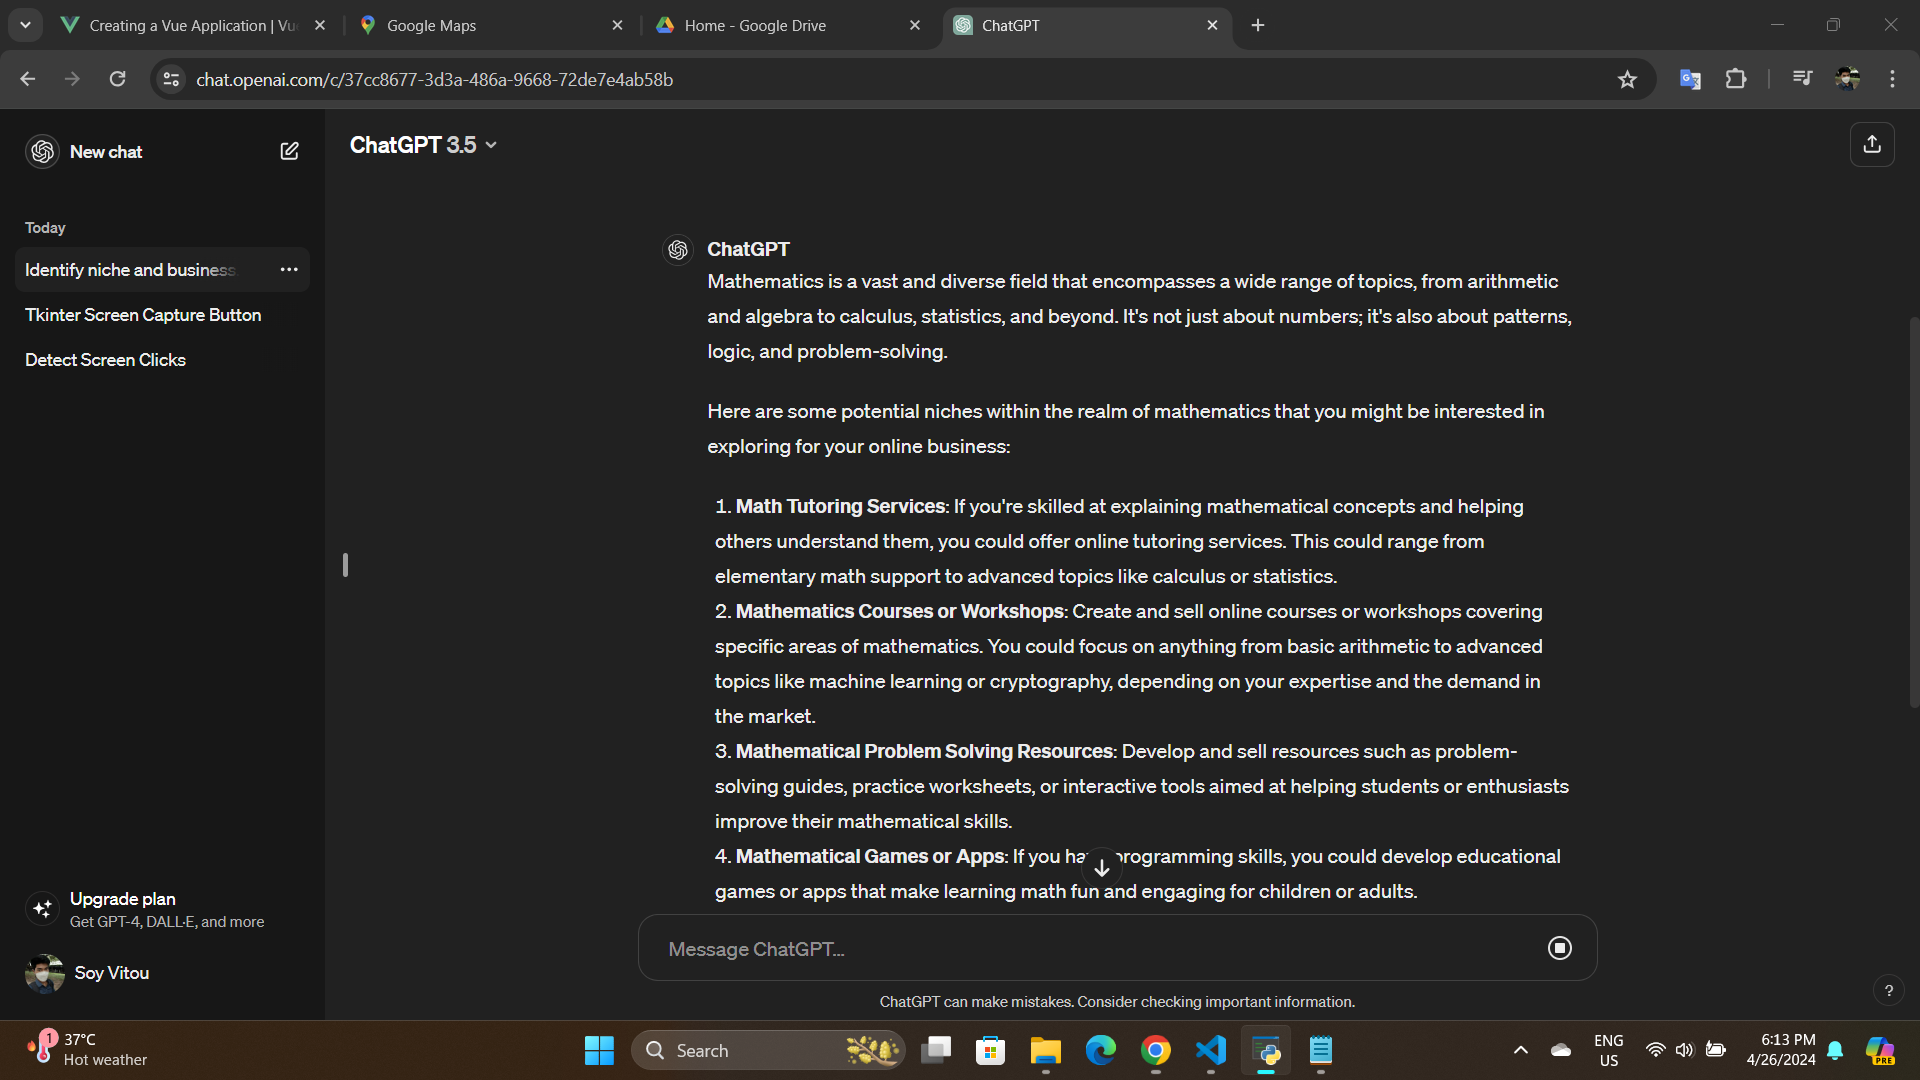 Creating a Vue Application | Vu
Google Maps
Home - Google Drive
ChatGPT
chat.openai.com/c/37cc8677-3d3a-486a-9668-72de7e4ab58b
New chat
Today
Identify niche and business
Tkinter Screen Capture Button
Detect Screen Clicks
Upgrade plan
Get GPT-4, DALL·E, and more
Soy Vitou
ChatGPT 3.5
ChatGPT
Mathematics is a vast and diverse field that encompasses a wide range of topics, from arithmetic
and algebra to calculus, statistics, and beyond. It's not just about numbers; it's also about patterns,
logic, and problem-solving.
Here are some potential niches within the realm of mathematics that you might be interested in
exploring for your online business:
1. Math Tutoring Services: If you're skilled at explaining mathematical concepts and helping
others understand them, you could offer online tutoring services. This could range from
elementary math support to advanced topics like calculus or statistics.
2. Mathematics Courses or Workshops: Create and sell online courses or workshops covering
specific areas of mathematics. You could focus on anything from basic arithmetic to advanced
topics like machine learning or cryptography, depending on your expertise and the demand in
the market.
3. Mathematical Problem Solving Resources: Develop and sell resources such as problem-
solving guides, practice worksheets, or interactive tools aimed at helping students or enthusiasts
improve their mathematical skills.
4. Mathematical Games or Apps: If you ha programming skills, you could develop educational
games or apps that make learning math fun and engaging for children or adults.
Message ChatGPT...
ChatGPT can make mistakes. Consider checking important information.
?
1
37°C
Hot weather
Search
ENG
US
6:13 PM
4/26/2024
PRE